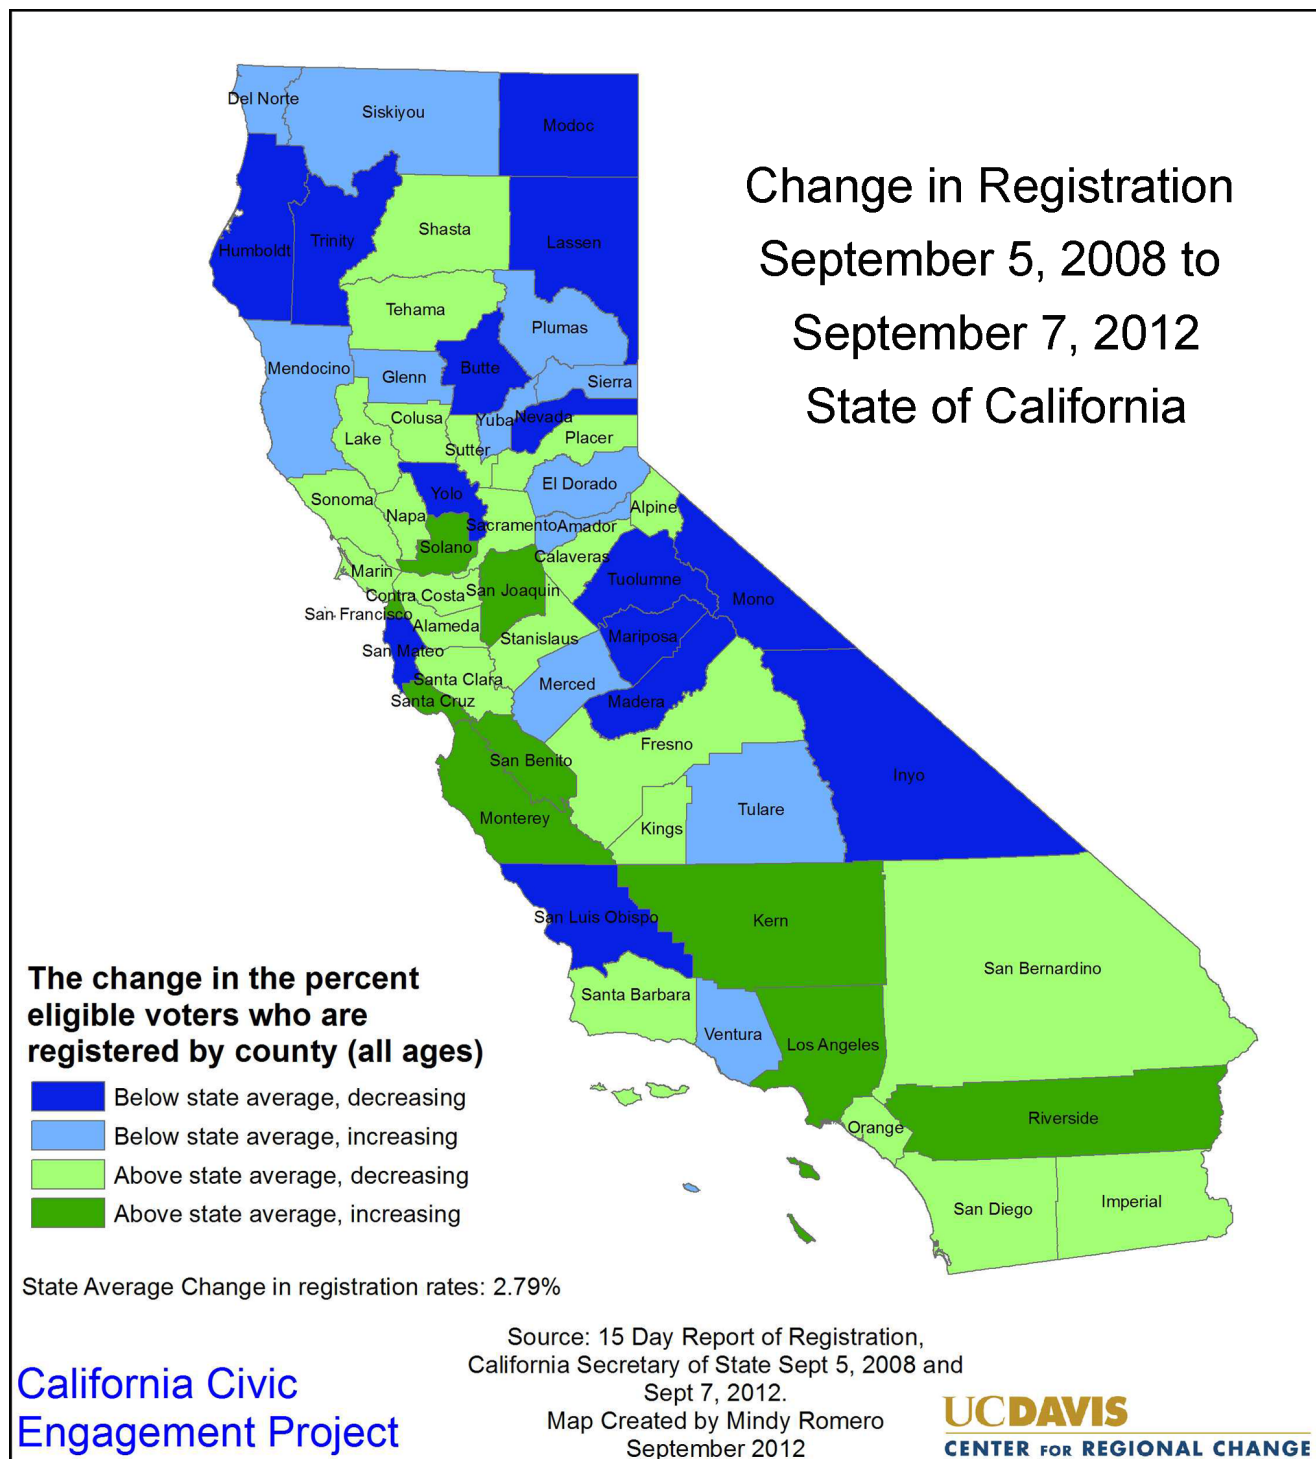 Change in Registration
September 5, 2008 to
September 7, 2012
State of California
Del Norte
Siskiyou
Modoc
Humboldt
Trinity
Shasta
Lassen
Tehama
Plumas
Mendocino
Glenn
Butte
Sierra
Colusa
Yuba
Nevada
Lake
Sutter
Placer
Sonoma
Napa
Yolo
El Dorado
Alpine
Sacramento
Amador
Solano
Calaveras
Marin
Tuolumne
Mono
Contra Costa
San Joaquin
San Francisco
Alameda
Stanislaus
Mariposa
San Mateo
Santa Clara
Merced
Madera
Santa Cruz
Fresno
San Benito
Inyo
Monterey
Kings
Tulare
San Luis Obispo
Kern
San Bernardino
Santa Barbara
Ventura
Los Angeles
Orange
Riverside
San Diego
Imperial
The change in the percent
eligible voters who are
registered by county (all ages)
Below state average, decreasing
Below state average, increasing
Above state average, decreasing
Above state average, increasing
State Average Change in registration rates: 2.79%
Source: 15 Day Report of Registration,
California Secretary of State Sept 5, 2008 and
Sept 7, 2012.
Map Created by Mindy Romero
September 2012
California Civic
Engagement Project
UCDAVIS
CENTER FOR REGIONAL CHANGE